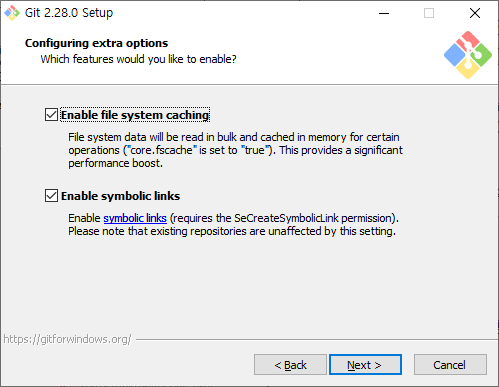 Git 2.28.0 Setup
Configuring extra options
Which features would you like to enable?
Enable file system caching
File system data will be read in bulk and cached in memory for certain
operations ("core.fscache" is set to "true"). This provides a significant
performance boost.
Enable symbolic links
Enable symbolic links (requires the SeCreateSymbolicLink permission).
Please note that existing repositories are unaffected by this setting.
https://gitforwindows.org/
< Back
Next >
Cancel